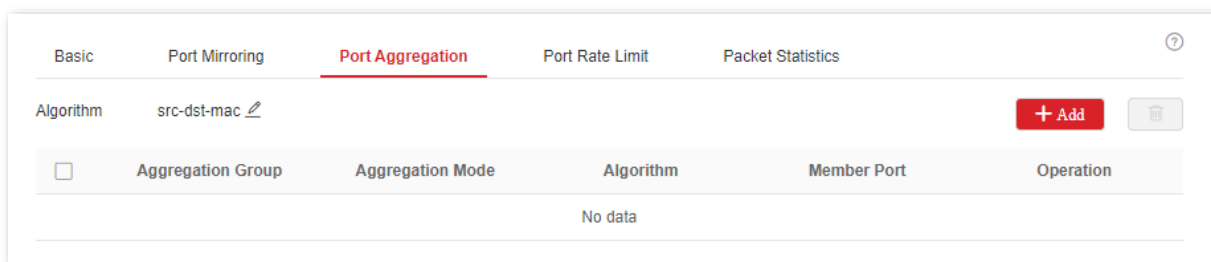 Basic Port Mirroring Port Aggregation Port Rate Limit Packet Statistics ?
Algorithm src-dst-mac + Add
Aggregation Group Aggregation Mode Algorithm Member Port Operation
No data